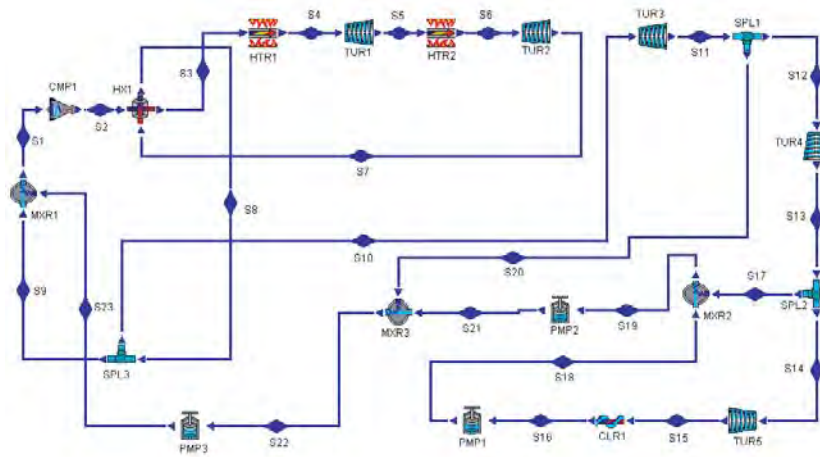 TUR3
SPL1
S4
S5
S6
S11
HTR1
TUR1
HTR2
TUR2
S3
S12
CMP1
HX1
S2
S1
TUR4
S7
MXR1
S8
S13
S10
S20
S17
S9
S23
S21
S19
MXR2
SPL2
MXR3
PMP2
S18
SPL3
S14
S22
S16
S15
PMP3
PMP1
CLR1
TUR5